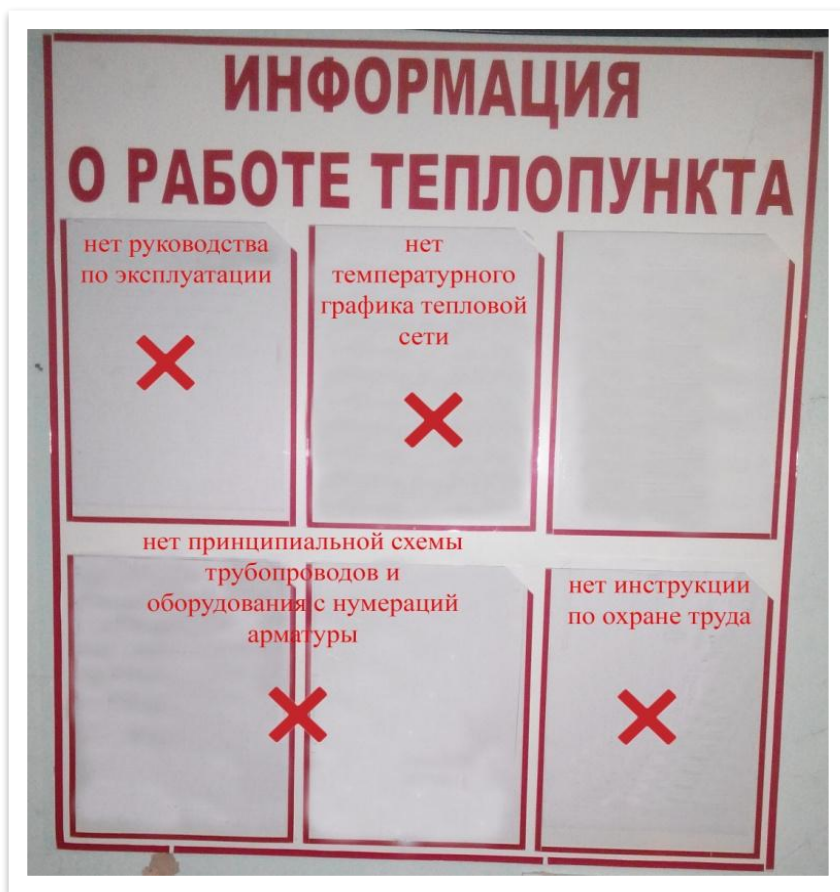 ИНФОРМАЦИЯ
О РАБОТЕ ТЕПЛОПУНКТА
нет руководства
по эксплуатации
нет
температурного
графика тепловой
сети
нет принципиальной схемы
трубопроводов и
оборудования с нумераций
арматуры
нет инструкции
по охране труда